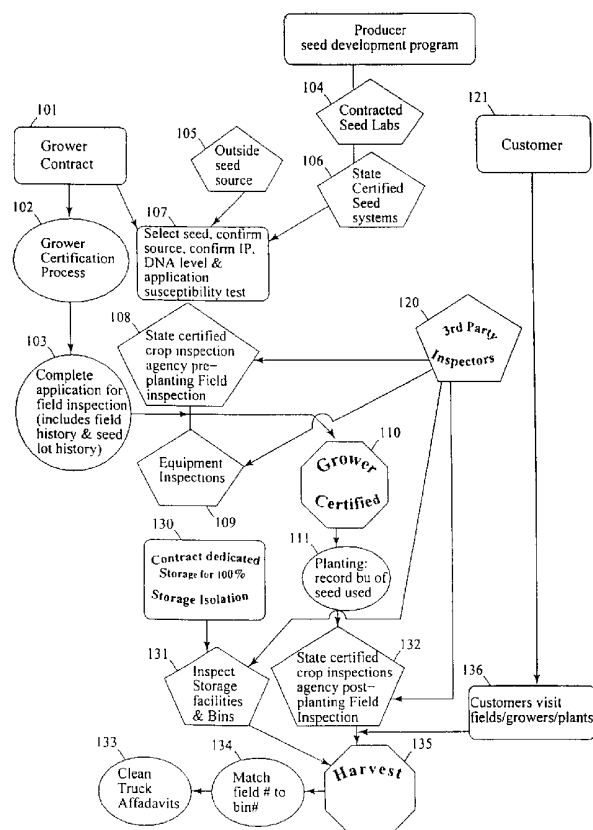 Producer
seed development program
104
Contracted
Seed Labs
121
Customer
101
Grower
Contract
105
Outside
seed
source
106
State
Certified
Seed
systems
102
Grower
Certification
Process
107
Select seed, confirm
source, confirm IP,
DNA level &
application
susceptibility test
108
State certified
crop inspection
agency pre-
planting Field
inspection
120
3rd Party
Inspectors
103
Complete
application for
field inspection
(includes field
history & seed
lot history)
Equipment
Inspections
109
110
Grower
Certified
130
Contract dedicated
Storage for 100%
Storage Isolation
111
Planting:
record bu of
seed used
131
Inspect
Storage
facilities
& Bins
132
State certified
crop inspections
agency post-
planting Field
Inspection
136
Customers visit
fields/growers/plants
133
Clean
Truck
Affadavits
134
Match
field # to
bin#
135
Harvest